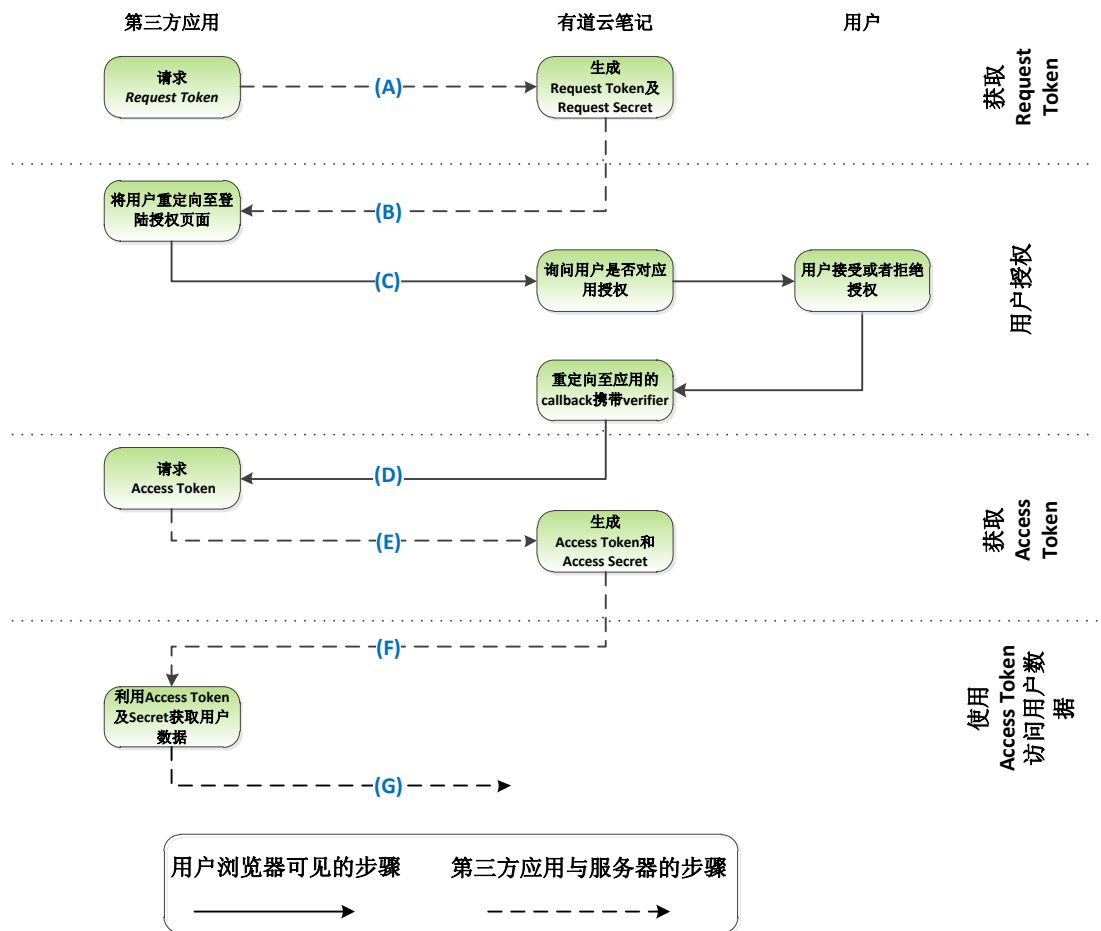 第三方应用
有道云笔记
用户
请求
Request Token
(A)
生成
Request Token及
Request Secret
获取
Request
Token
将用户重定向至登
陆授权页面
(B)
(C)
询问用户是否对应
用授权
用户接受或者拒绝
授权
用户授权
重定向至应用的
callback携带verifier
请求
Access Token
(D)
(E)
生成
Access Token和
Access Secret
获取
Access
Token
(F)
利用Access Token
及Secret获取用户
数据
(G)
使用
Access Token
访问用户数
据
用户浏览器可见的步骤
第三方应用与服务器的步骤